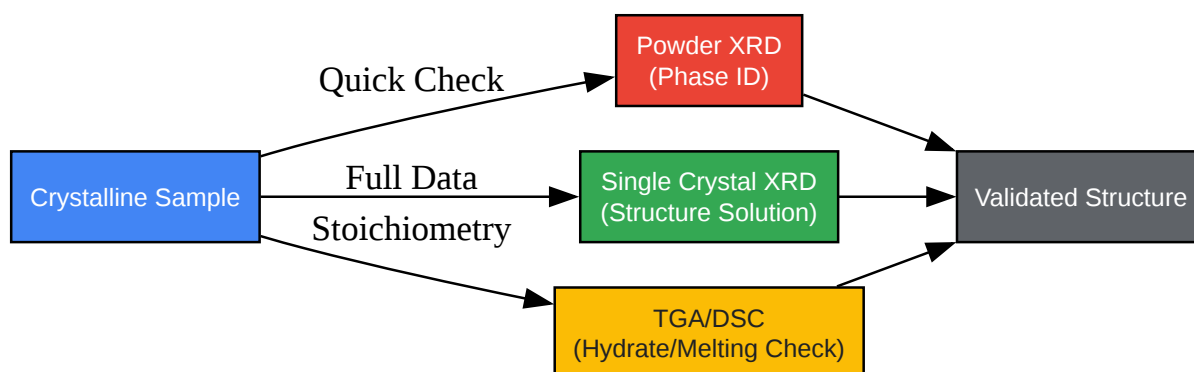 Crystalline Sample
Quick Check
Full Data
Stoichiometry
Powder XRD
(Phase ID)
Single Crystal XRD
(Structure Solution)
TGA/DSC
(Hydrate/Melting Check)
Validated Structure